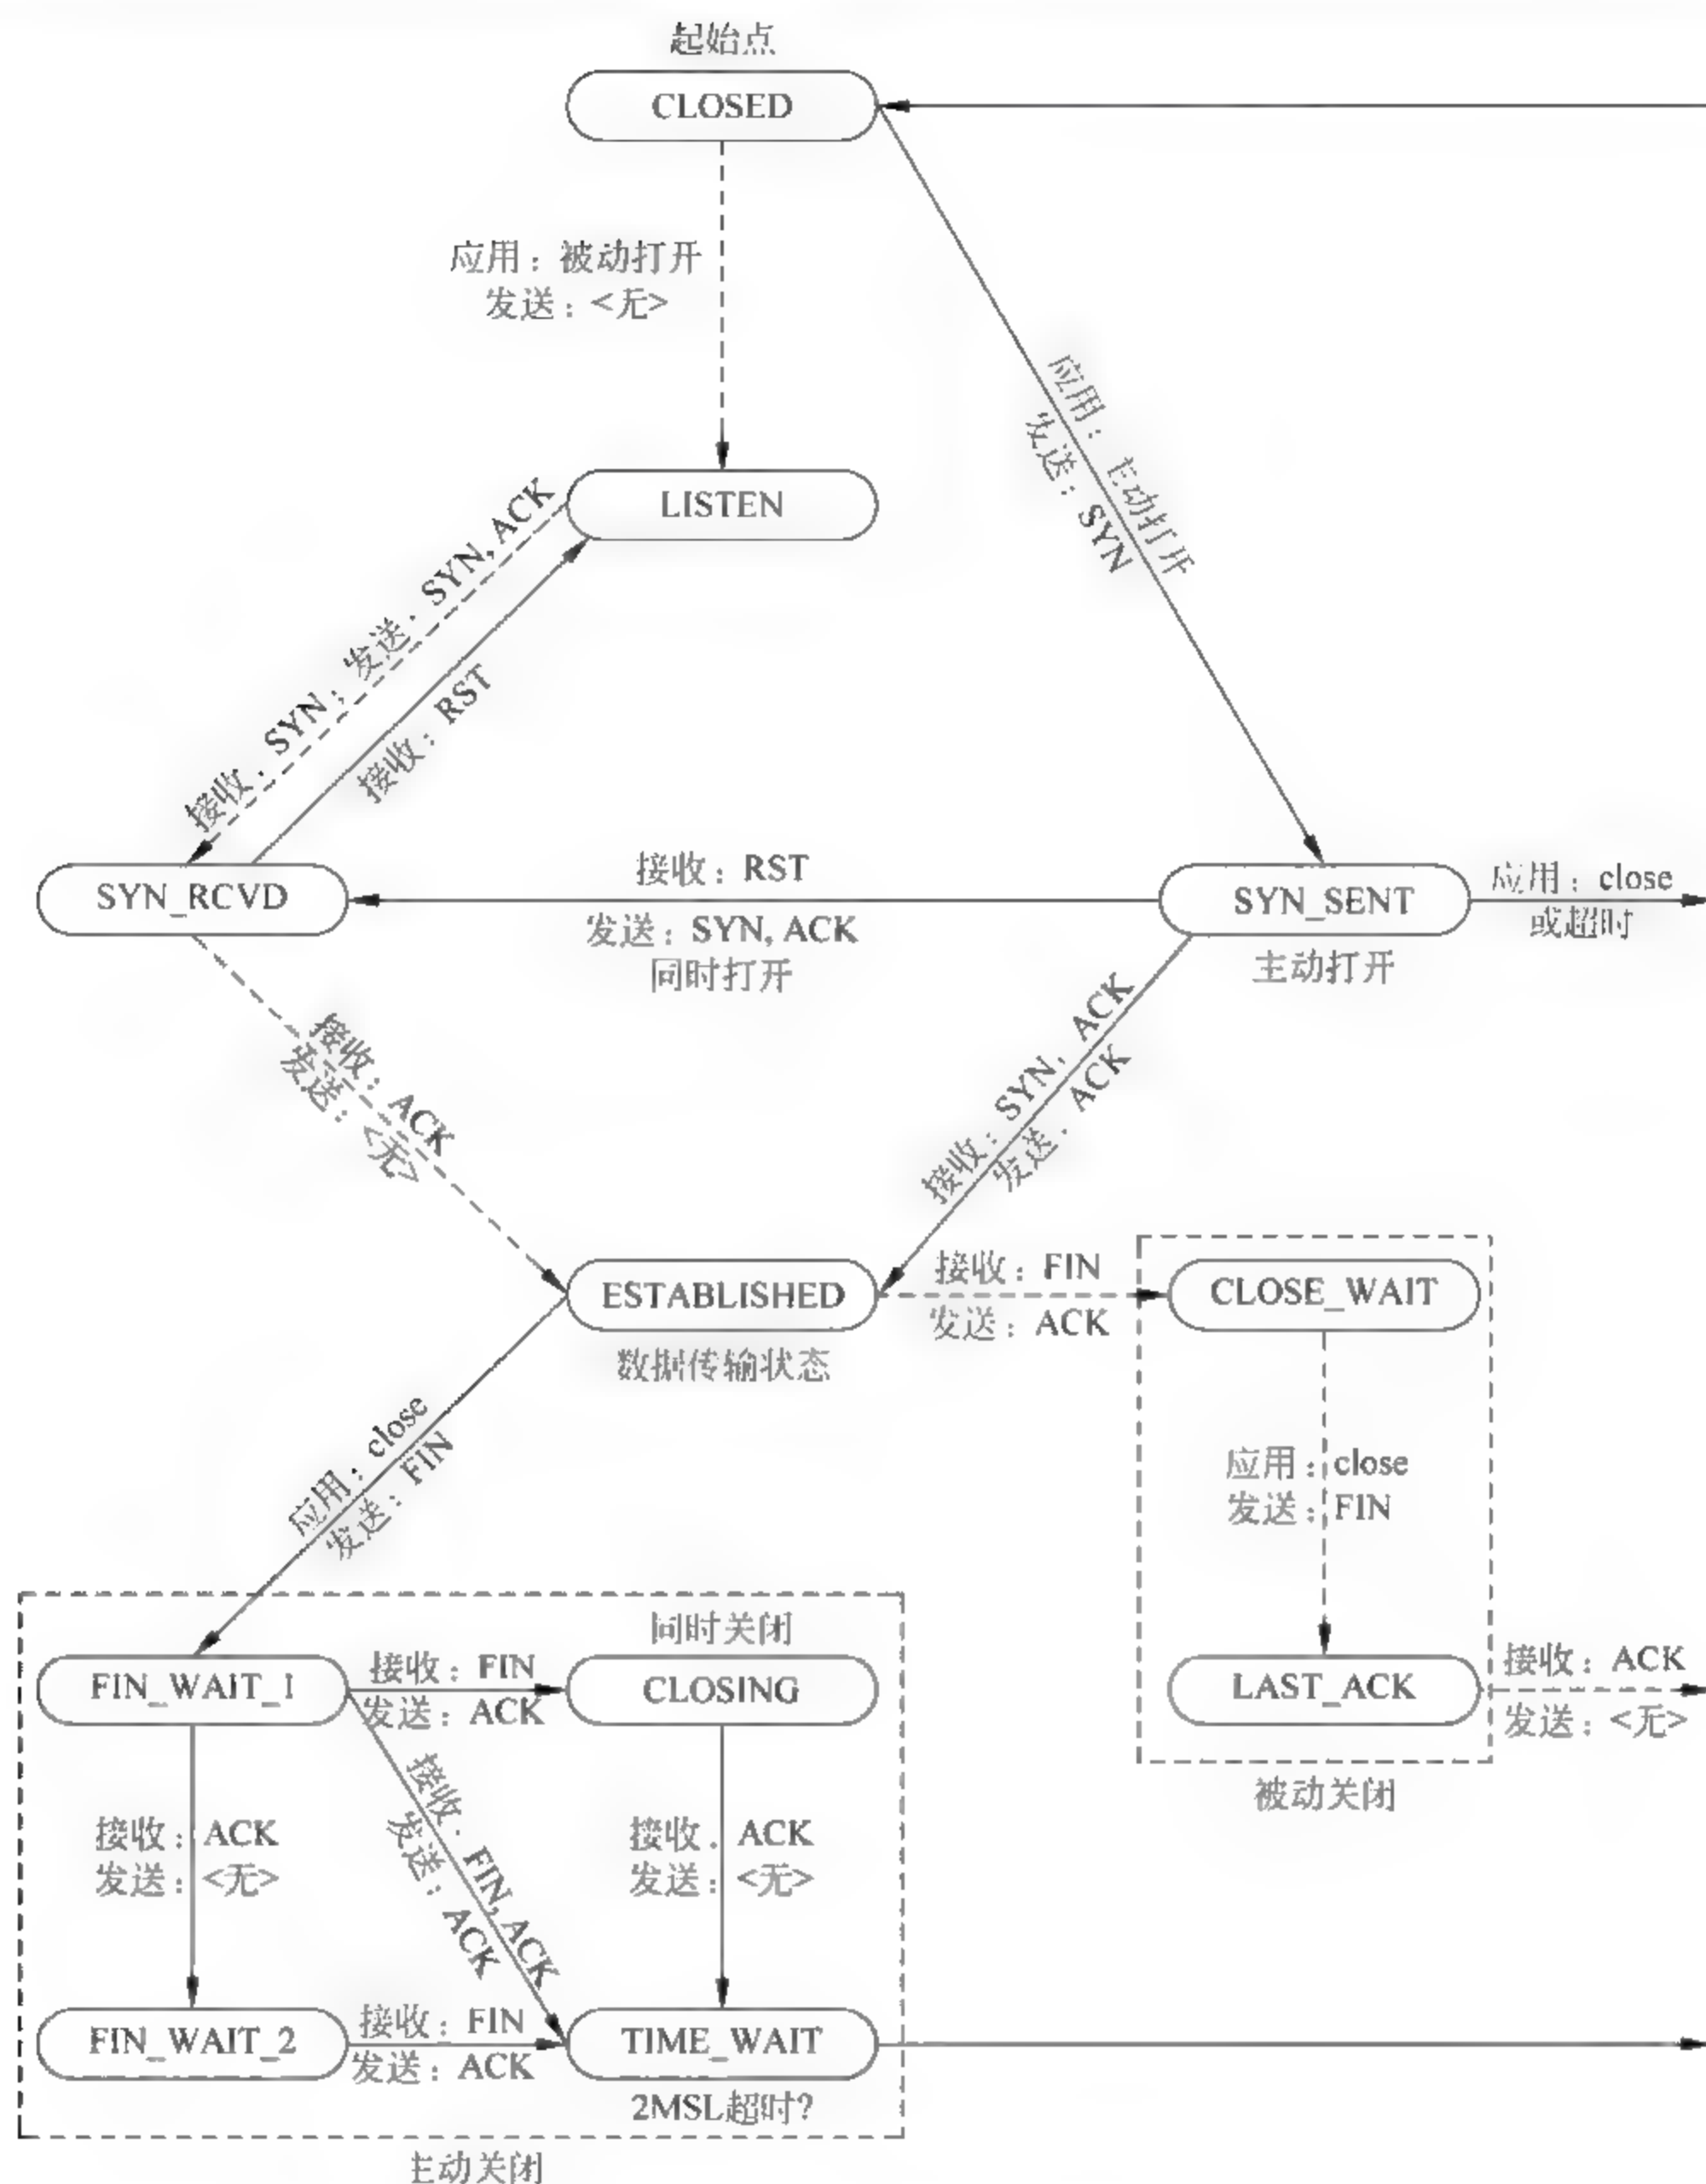 起始点
CLOSED
应用：被动打开
发送：<无>
应用：主动打开
发送：SYN
LISTEN
接收：SYN；发送：SYN, ACK
接收：RST
SYN_RCVD
接收：RST
发送：SYN, ACK
同时打开
SYN_SENT
主动打开
应用：close
或超时
接收：ACK
发送：<无>
接收：SYN，ACK
发送：ACK
ESTABLISHED
数据传输状态
接收：FIN
发送：ACK
CLOSE_WAIT
应用：close
发送：FIN
应用：close
发送：FIN
同时关闭
FIN_WAIT_1
接收：FIN
发送：ACK
CLOSING
LAST_ACK
接收：ACK
发送：<无>
被动关闭
接收：ACK
发送：<无>
接收：FIN, ACK
发送：ACK
接收：ACK
发送：<无>
FIN_WAIT_2
接收：FIN
发送：ACK
TIME_WAIT
2MSL超时?
主动关闭